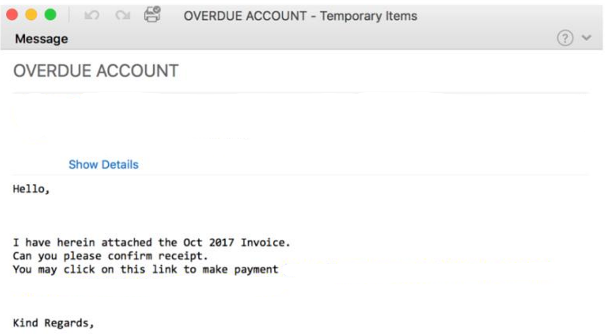 OVERDUE ACCOUNT - Temporary Items
Message
OVERDUE ACCOUNT
Show Details
Hello,
I have herein attached the Oct 2017 Invoice.
Can you please confirm receipt.
You may click on this link to make payment
Kind Regards,